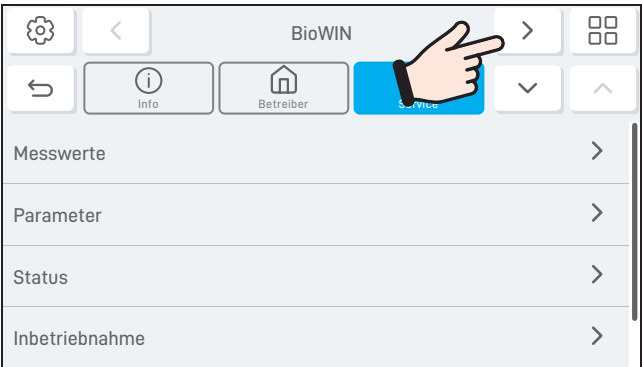 BioWIN
Info
Betreiber
Service
Messwerte
Parameter
Status
Inbetriebnahme